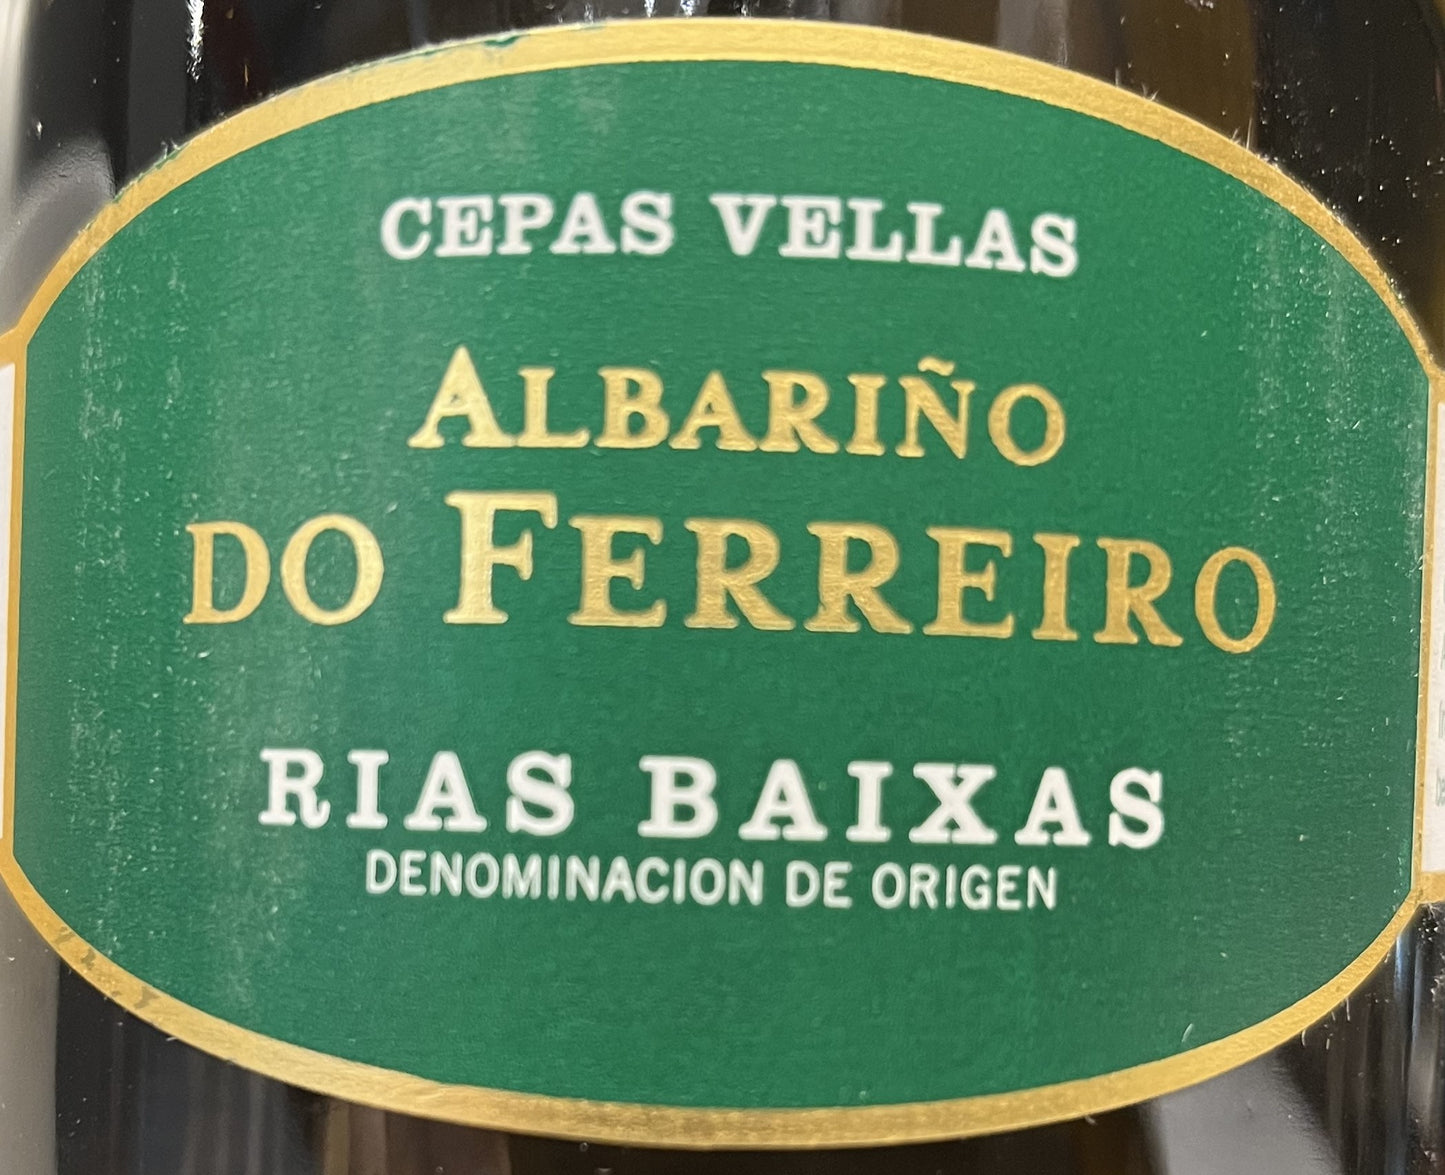 CEPAS VELLAS
ALBARIÑO
DO FERREIRO
RIAS BAIXAS
DENOMINACION DE ORIGEN